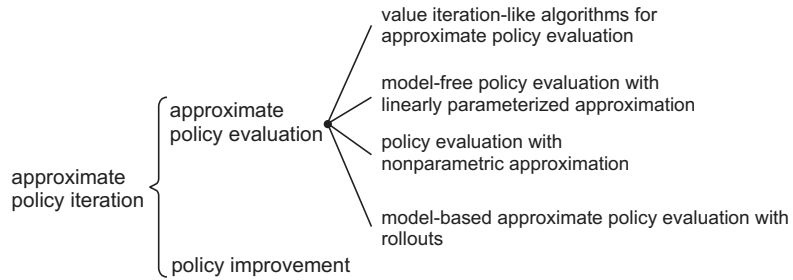 value iteration-like algorithms for
approximate policy evaluation
model-free policy evaluation with
linearly parameterized approximation
approximate
policy evaluation
policy evaluation with
nonparametric approximation
approximate
policy iteration
model-based approximate policy evaluation with
rollouts
policy improvement